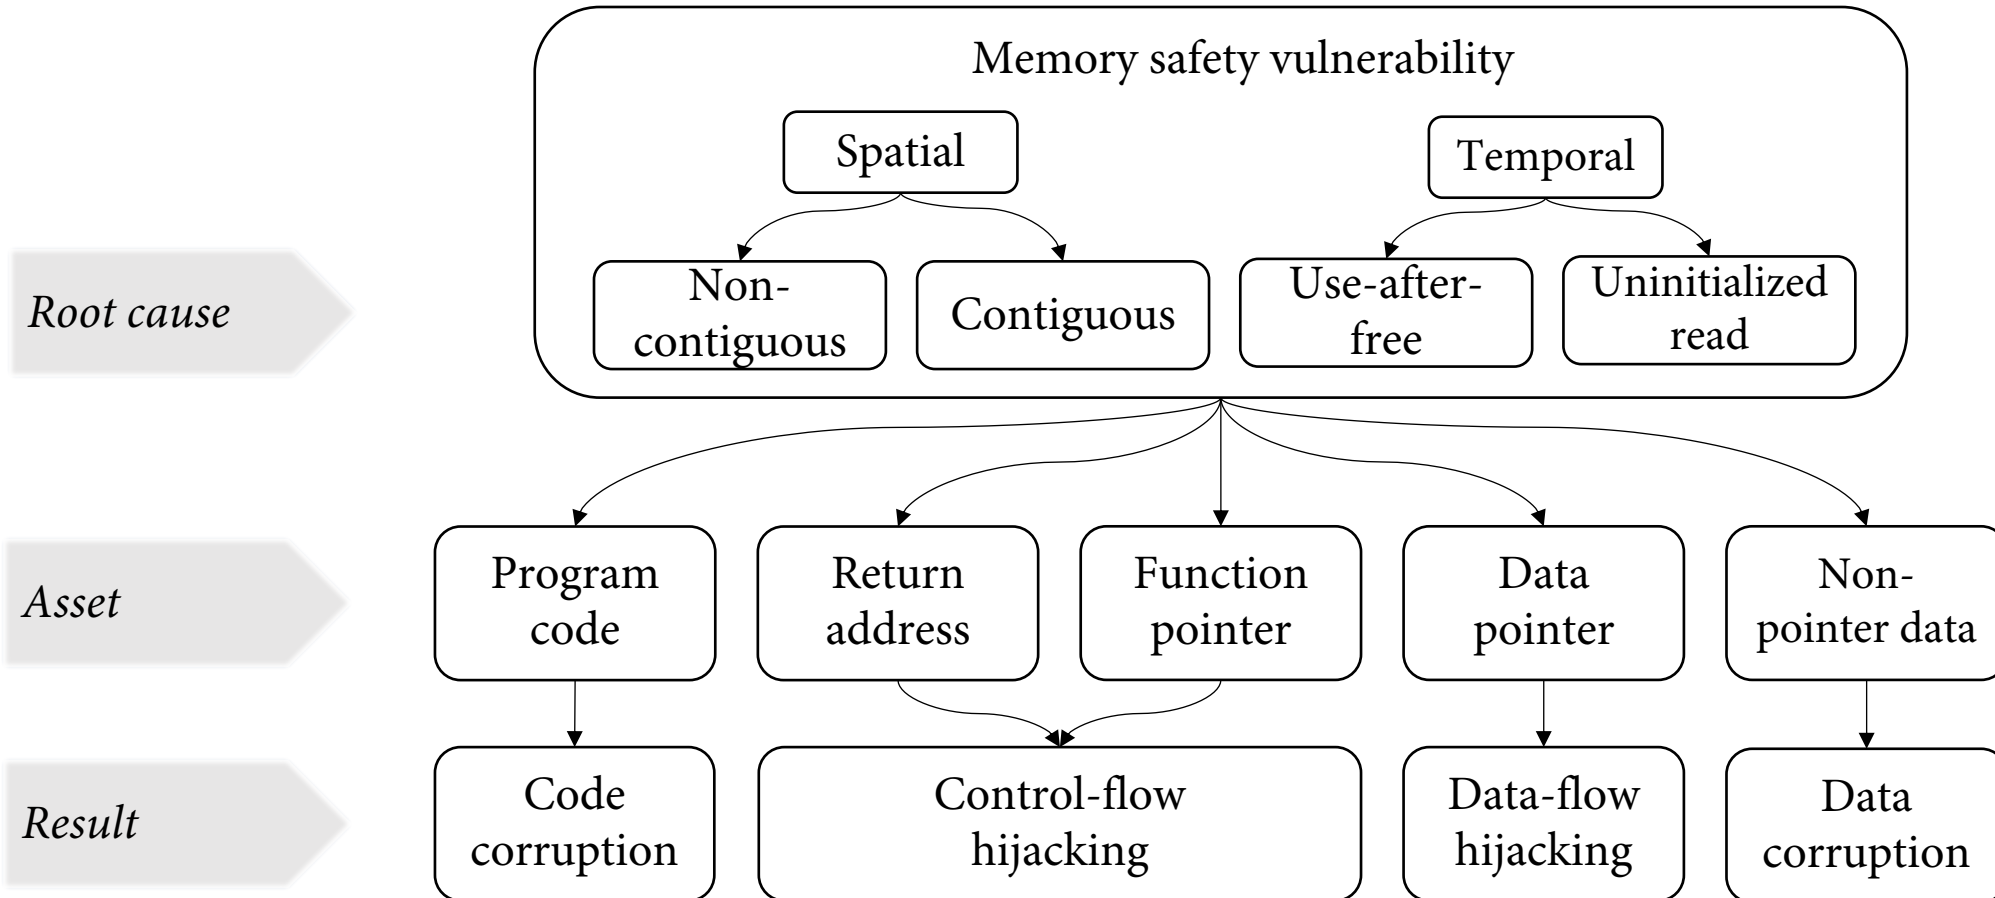 Memory safety vulnerability
Spatial
Temporal
Root cause
Non-
contiguous
Contiguous
Use-after-
free
Uninitialized
read
Asset
Program
code
Return
address
Function
pointer
Data
pointer
Non-
pointer data
Result
Code
corruption
Control-flow
hijacking
Data-flow
hijacking
Data
corruption